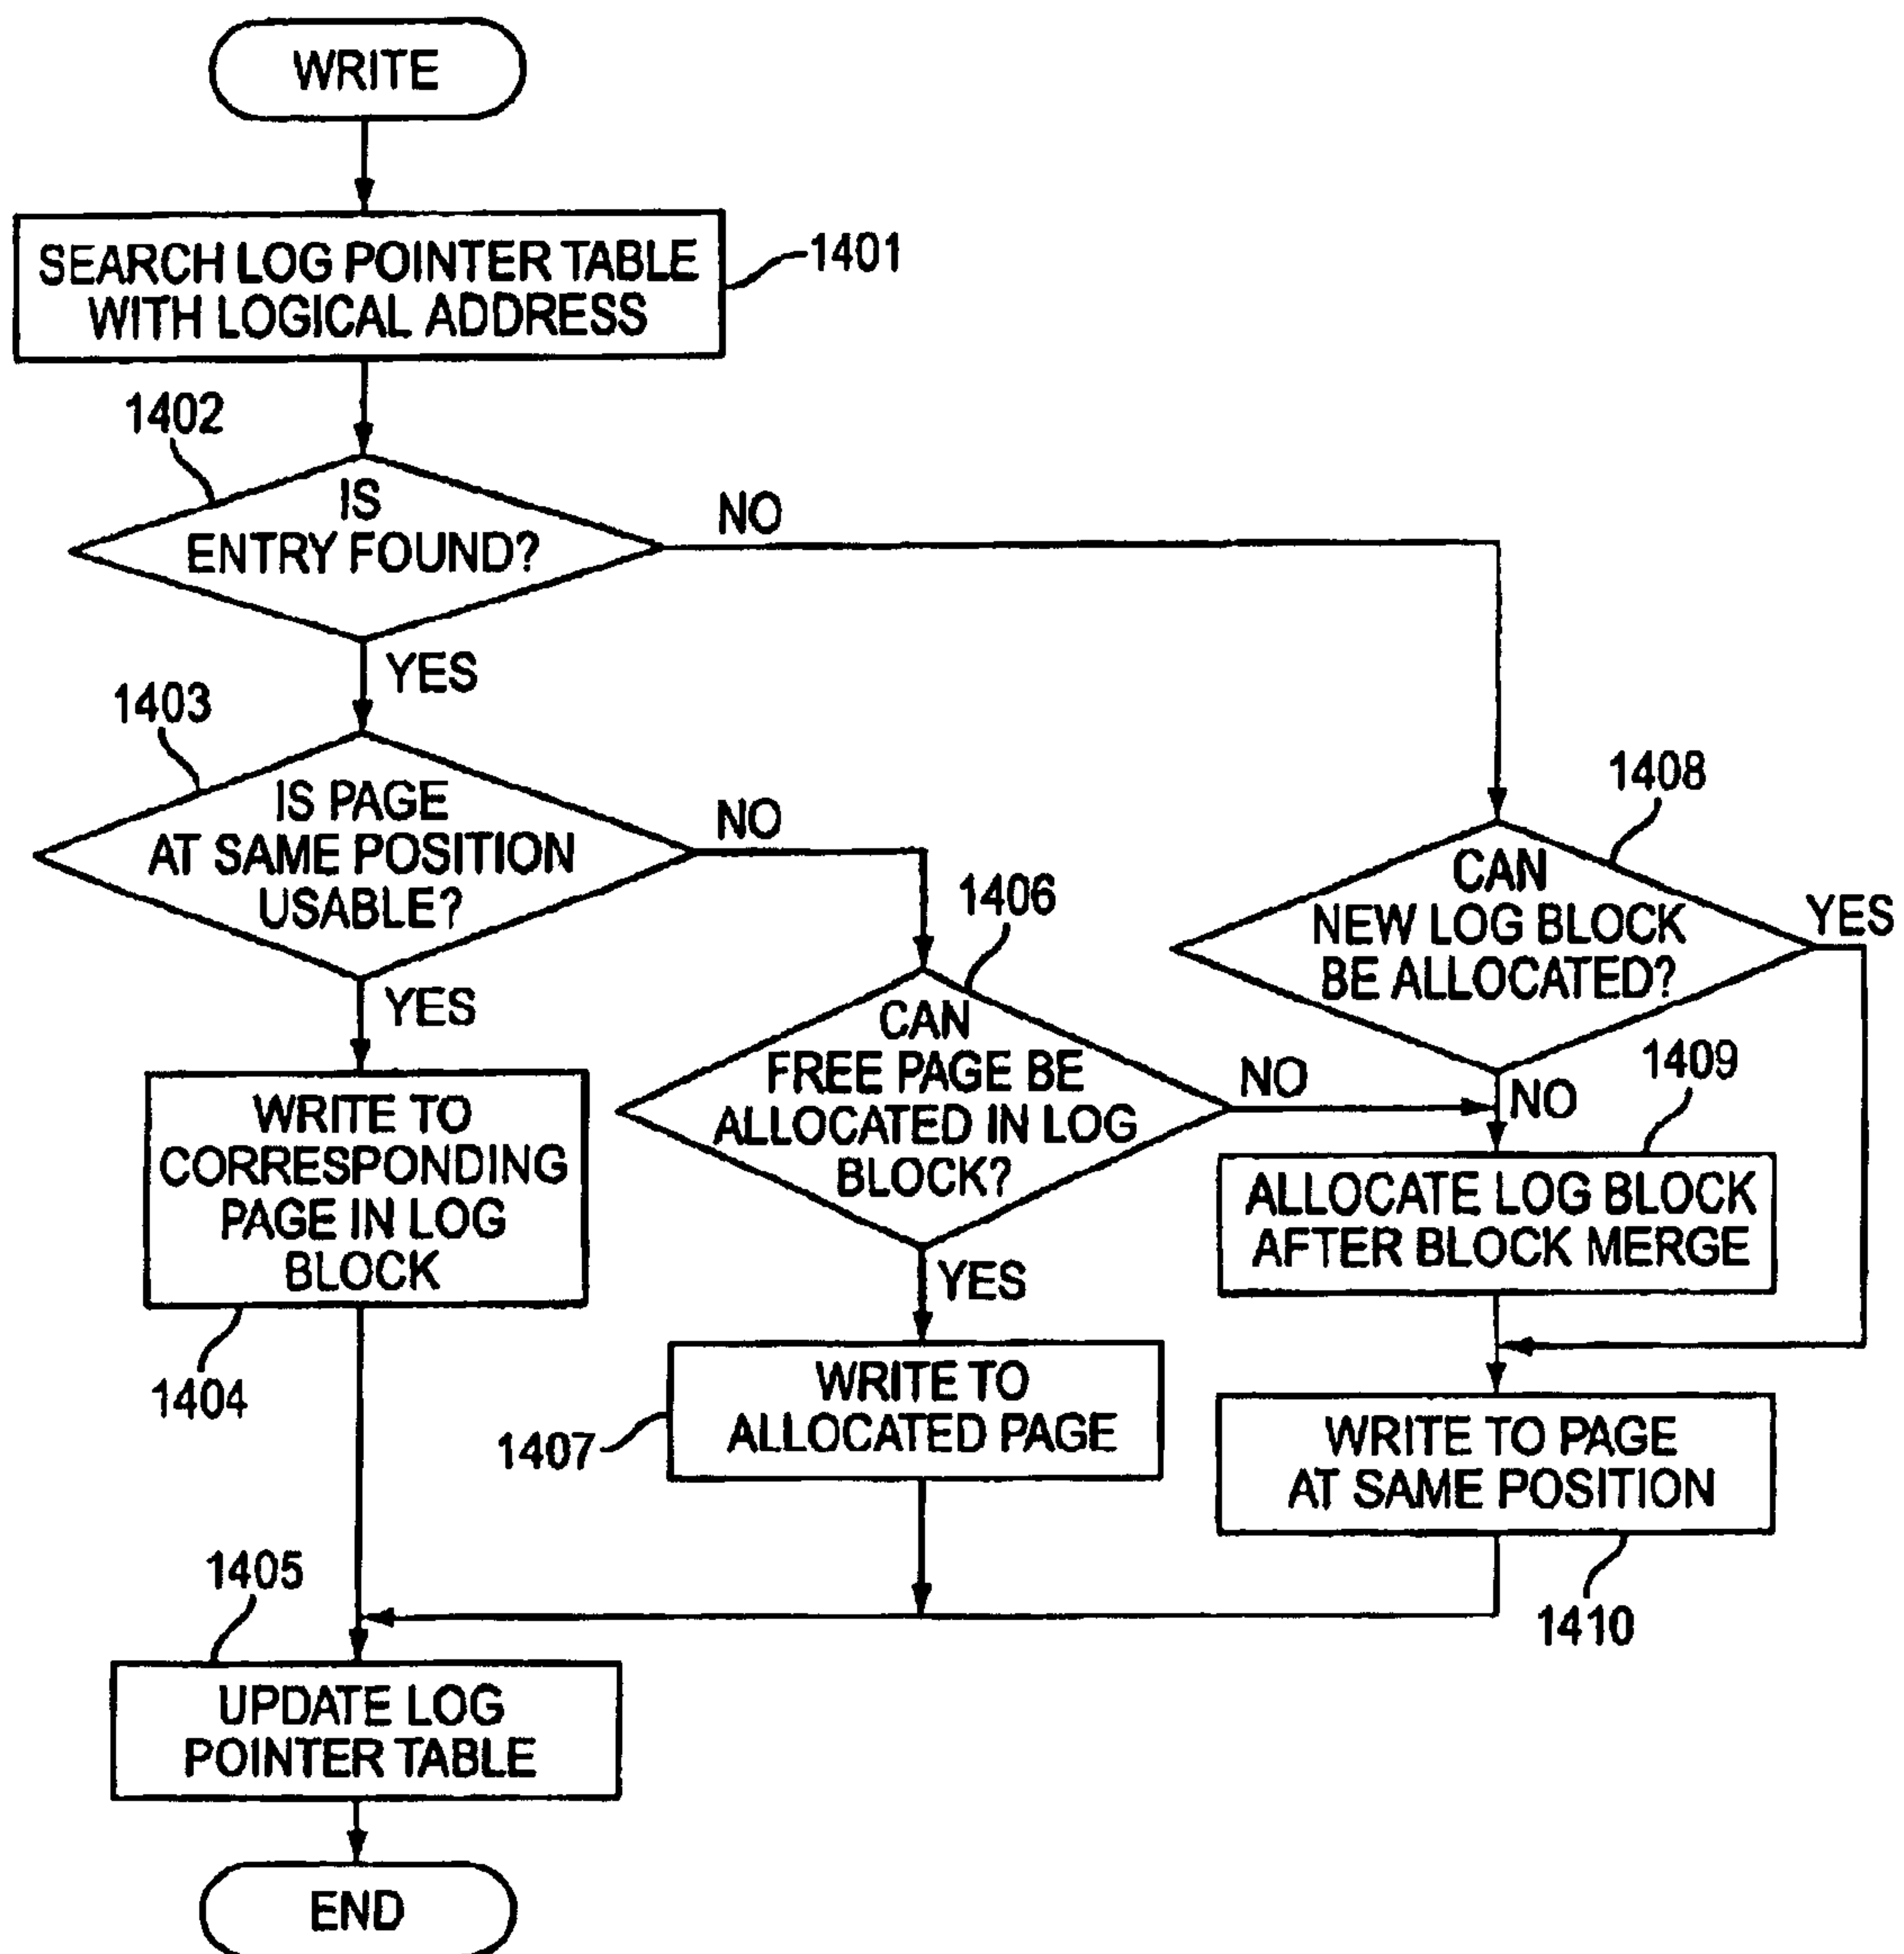 WRITE
SEARCH LOG POINTER TABLE
WITH LOGICAL ADDRESS
1401
1402
IS
ENTRY FOUND?
NO
YES
1403
IS PAGE
AT SAME POSITION
USABLE?
NO
YES
1406
CAN
FREE PAGE BE
ALLOCATED IN LOG
BLOCK?
NO
YES
1408
CAN
NEW LOG BLOCK
BE ALLOCATED?
YES
NO
1409
WRITE TO
CORRESPONDING
PAGE IN LOG
BLOCK
1404
ALLOCATE LOG BLOCK
AFTER BLOCK MERGE
WRITE TO
ALLOCATED PAGE
1407
WRITE TO PAGE
AT SAME POSITION
1410
1405
UPDATE LOG
POINTER TABLE
END